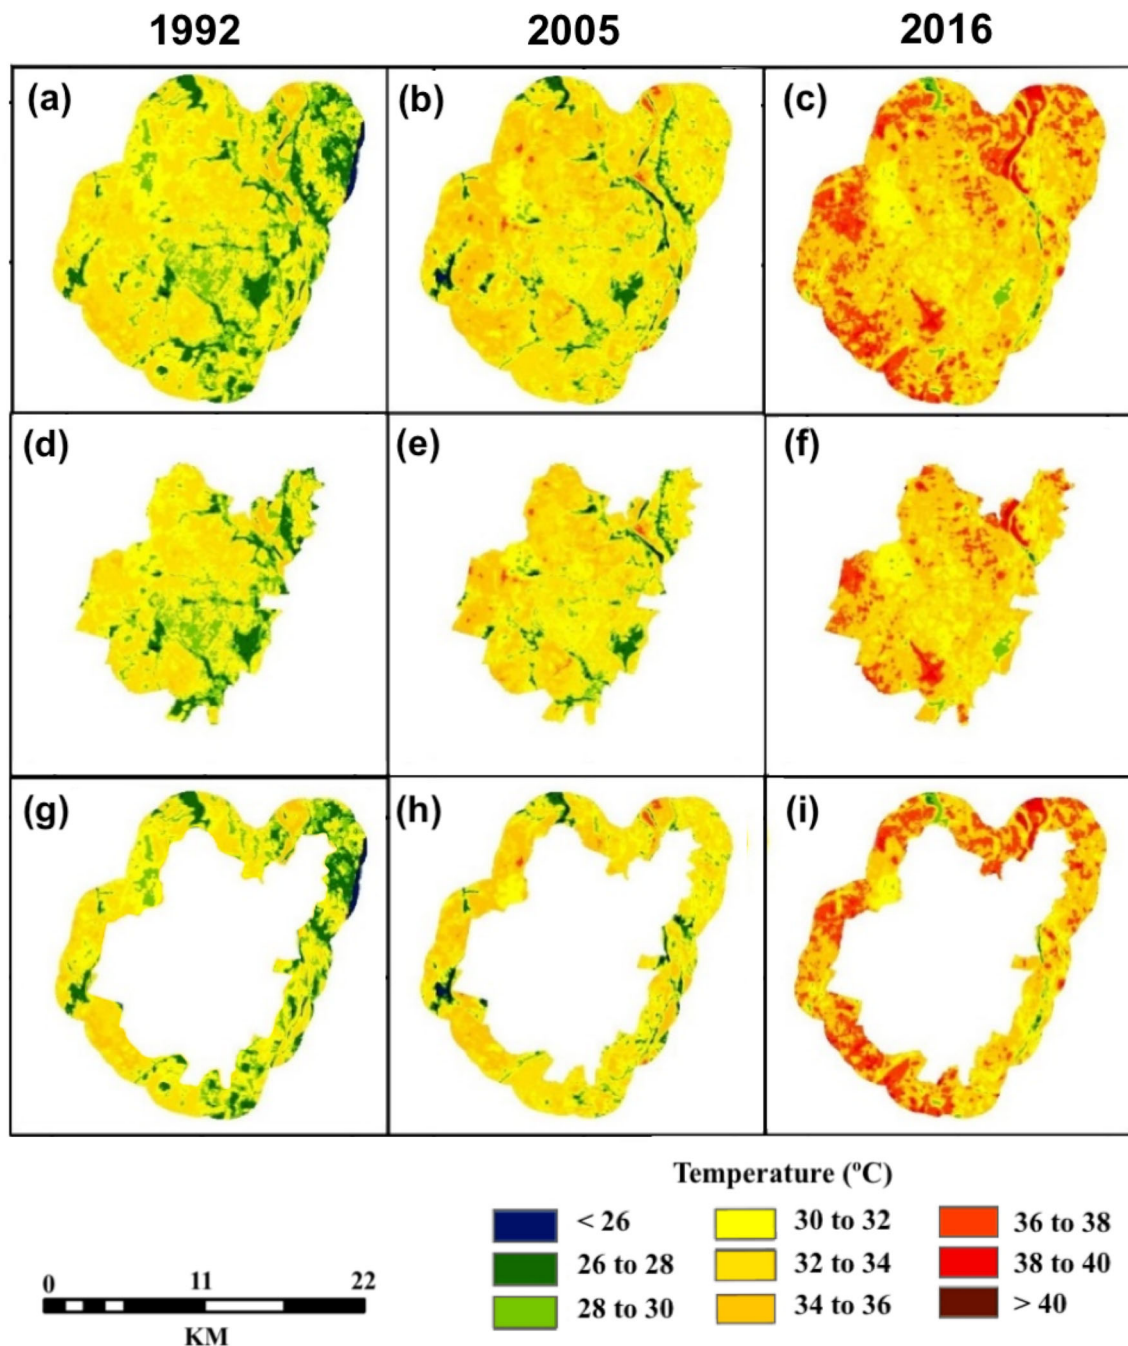 1992 2005 2016
(a) (b) (c)
(d) (e) (f)
(g) (h) (i)
Temperature (ºC)
< 26 30 to 32 36 to 38
26 to 28 32 to 34 38 to 40
28 to 30 34 to 36 > 40
0 11 22
KM